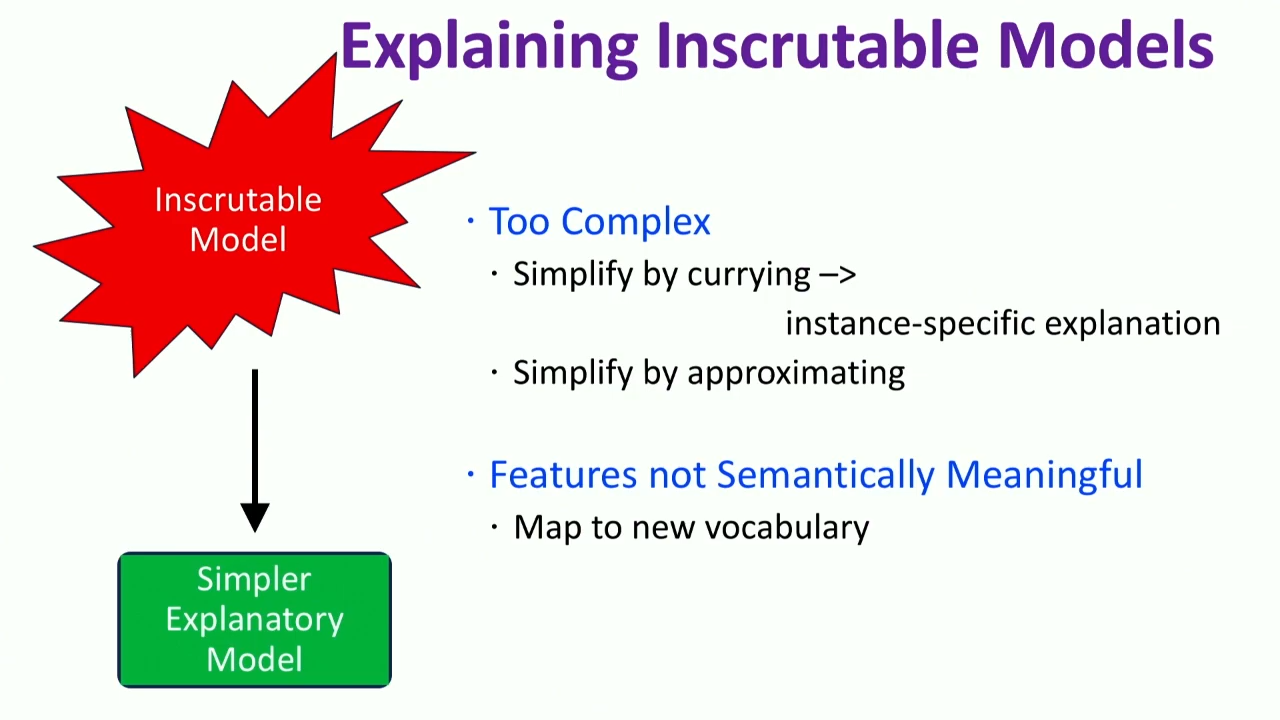 Explaining Inscrutable Models
Inscrutable
Model
· Too Complex
· Simplify by currying –>
instance-specific explanation
· Simplify by approximating
· Features not Semantically Meaningful
· Map to new vocabulary
Simpler
Explanatory
Model